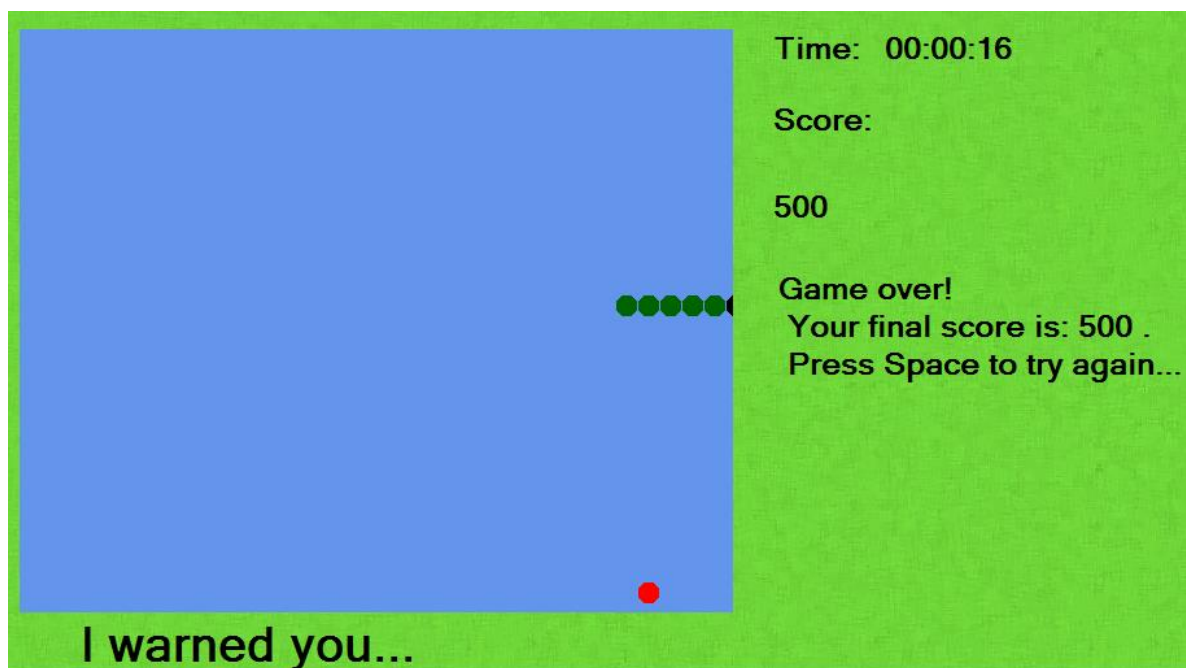 Time: 00:00:16
Score:
500
Game over!
Your final score is: 500 .
Press Space to try again...
I warned you...